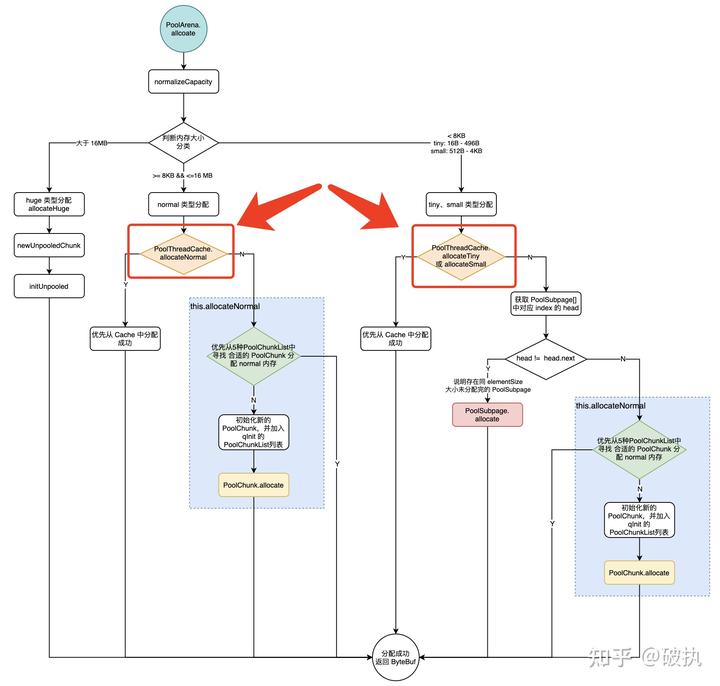 PoolArena.
allcoate
normalizeCapacity
判断内存大小
分类
大于 16MB
>= 8KB && <=16 MB
< 8KB
tiny: 16B - 496B
small: 512B - 4KB
huge 类型分配
allocateHuge
newUnpooledChunk
initUnpooled
normal 类型分配
PoolThreadCache.
allocateNormal
Y
N
优先从 Cache 中分配
成功
this.allocateNormal
优先从5种PoolChunkList中
寻找 合适的 PoolChunk 分
配 normal 内存
N
Y
初始化新的
PoolChunk，并加入
qInit 的
PoolChunkList列表
PoolChunk.allocate
tiny、small 类型分配
PoolThreadCache.
allocateTiny
或 allocateSmall
Y
N
优先从 Cache 中分配
成功
获取 PoolSubpage[]
中对应 index 的 head
head != head.next
Y
N
说明存在同 elementSize
大小未分配完的 PoolSubpage
PoolSubpage.
allocate
this.allocateNormal
优先从5种PoolChunkList中
寻找 合适的 PoolChunk 分
配 normal 内存
N
Y
初始化新的
PoolChunk，并加入
qInit 的
PoolChunkList列表
PoolChunk.allocate
分配成功
返回 ByteBuf
知乎 @破执